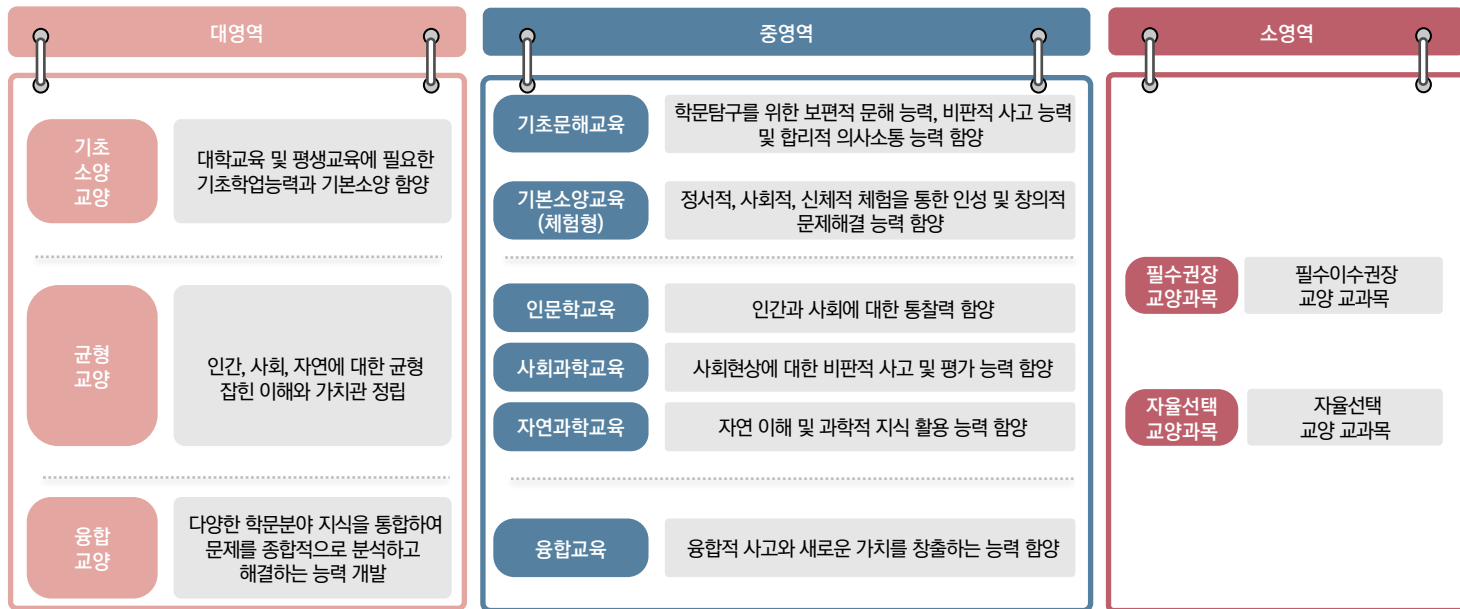 대영역
기초
소양
교양
대학교육 및 평생교육에 필요한
기초학업능력과 기본소양 함양
균형
교양
인간, 사회, 자연에 대한 균형
잡힌 이해와 가치관 정립
융합
교양
다양한 학문분야 지식을 통합하여
문제를 종합적으로 분석하고
해결하는 능력 개발
중영역
기초문해교육
학문탐구를 위한 보편적 문해 능력, 비판적 사고 능력
및 합리적 의사소통 능력 함양
기본소양교육
(체험형)
정서적, 사회적, 신체적 체험을 통한 인성 및 창의적
문제해결 능력 함양
인문학교육
인간과 사회에 대한 통찰력 함양
사회과학교육
사회현상에 대한 비판적 사고 및 평가 능력 함양
자연과학교육
자연 이해 및 과학적 지식 활용 능력 함양
융합교육
융합적 사고와 새로운 가치를 창출하는 능력 함양
소영역
필수권장
교양과목
필수이수권장
교양 교과목
자율선택
교양과목
자율선택
교양 교과목